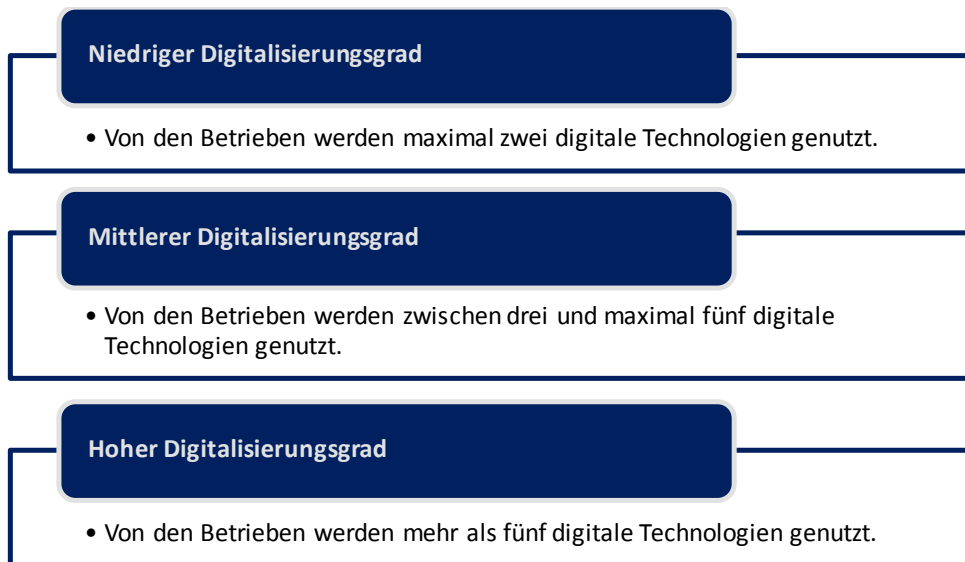 Niedriger Digitalisierungsgrad
• Von den Betrieben werden maximal zwei digitale Technologien genutzt.
Mittlerer Digitalisierungsgrad
• Von den Betrieben werden zwischen drei und maximal fünf digitale
Technologien genutzt.
Hoher Digitalisierungsgrad
• Von den Betrieben werden mehr als fünf digitale Technologien genutzt.